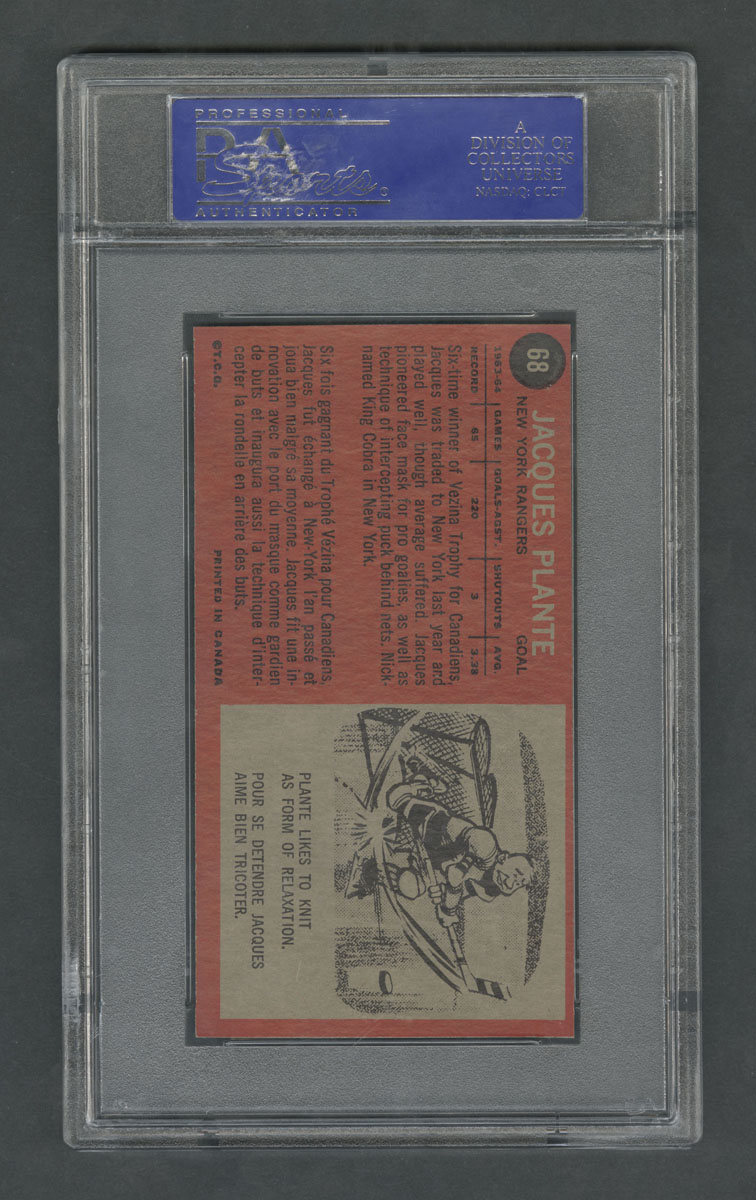 PROFESSIONAL
PSA
Sports
AUTHENTICATOR
A
DIVISION OF
COLLECTORS
UNIVERSE
NASDAQ: CLCT
68
JACQUES PLANTE
NEW YORK RANGERS GOAL
1963-64 GAMES GOALS-AGST. SHUTOUTS AVG.
RECORD 65 220 3 3.38
Six-time winner of Vezina Trophy for Canadiens,
Jacques was traded to New York last year and
played well, though average suffered. Jacques
pioneered face mask for pro goalies, as well as
technique of intercepting puck behind nets. Nick-
named King Cobra in New York.
Six fois gagnant du Trophé Vézina pour Canadiens,
Jacques fut échangé à New-York l'an passé et
joua bien malgré sa moyenne. Jacques fit une in-
novation avec le port du masque comme gardien
de buts et inaugura aussi la technique d'inter-
cepter la rondelle en arrière des buts.
©T.C.G. PRINTED IN CANADA
PLANTE LIKES TO KNIT
AS FORM OF RELAXATION.
POUR SE DETENDRE JACQUES
AIME BIEN TRICOTER.